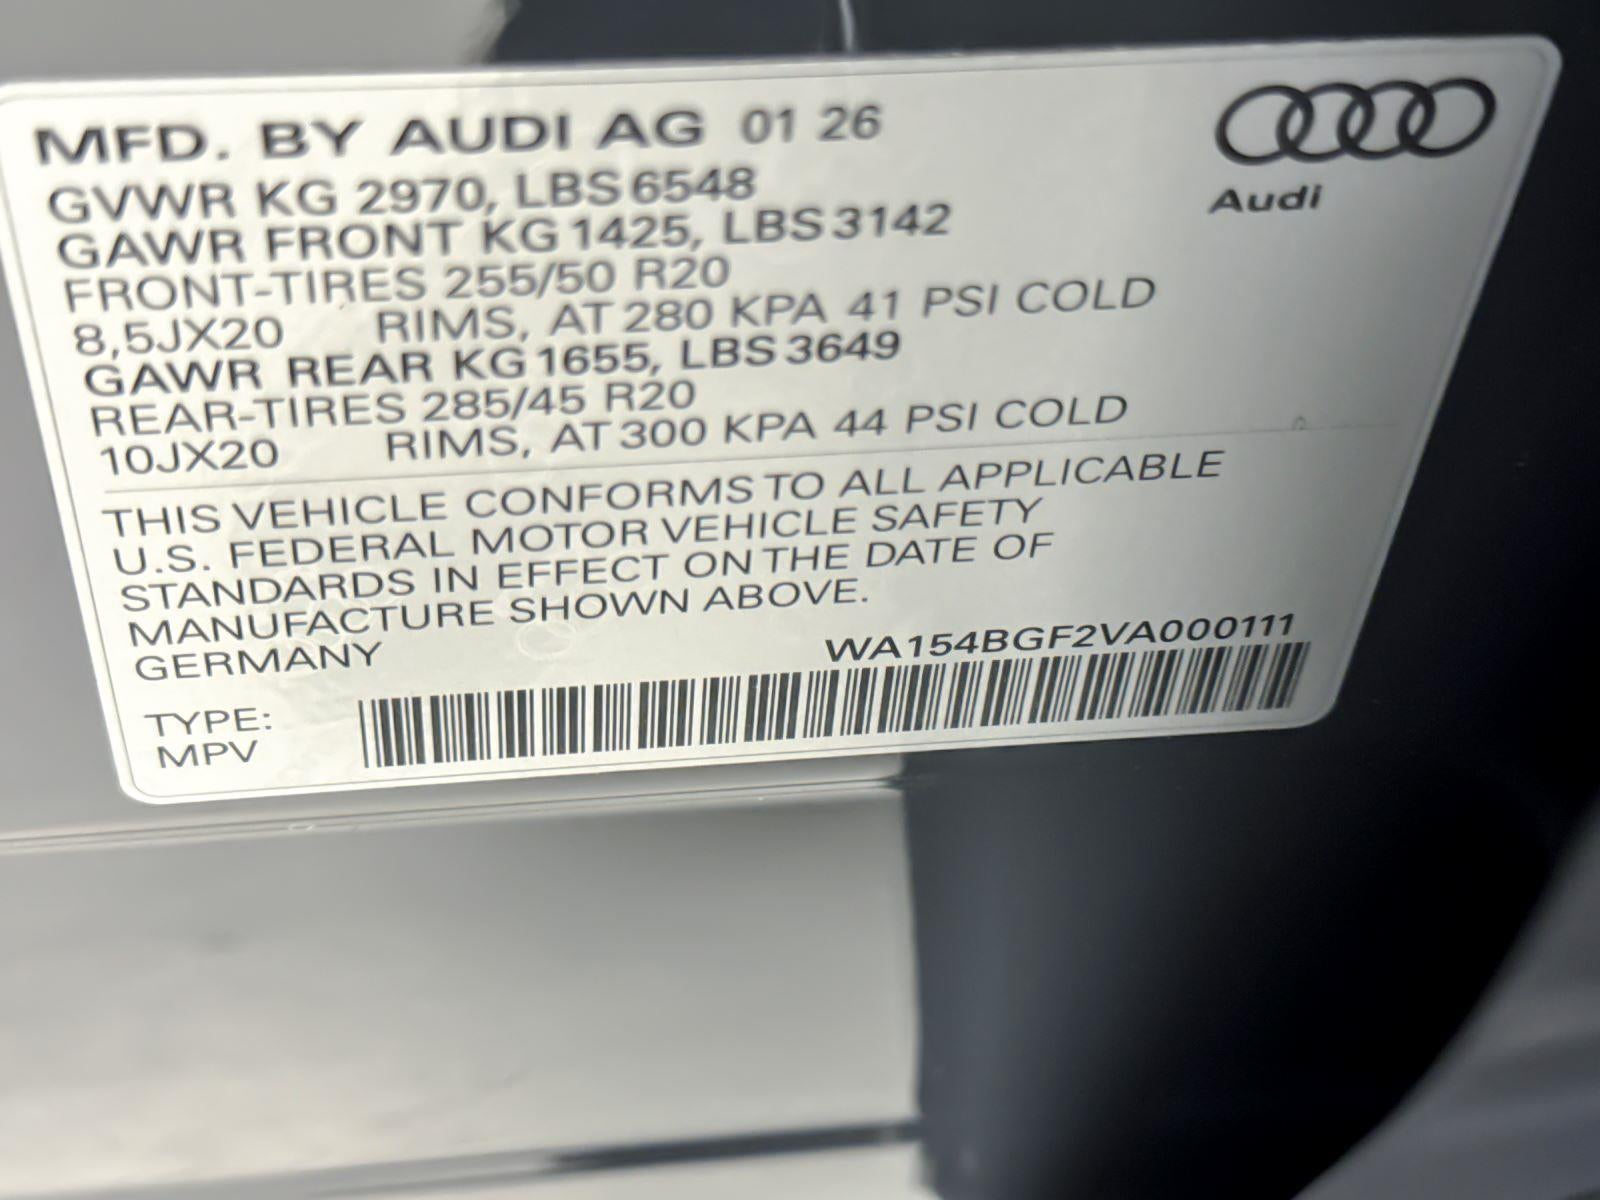 MFD. BY AUDI AG 01 26
GVWR KG 2970, LBS 6548
GAWR FRONT KG 1425, LBS 3142
FRONT-TIRES 255/50 R20
8,5JX20 RIMS, AT 280 KPA 41 PSI COLD
GAWR REAR KG 1655, LBS 3649
REAR-TIRES 285/45 R20
10JX20 RIMS, AT 300 KPA 44 PSI COLD
THIS VEHICLE CONFORMS TO ALL APPLICABLE
U.S. FEDERAL MOTOR VEHICLE SAFETY
STANDARDS IN EFFECT ON THE DATE OF
MANUFACTURE SHOWN ABOVE.
GERMANY
WA154BGF2VA000111
TYPE:
MPV
Audi